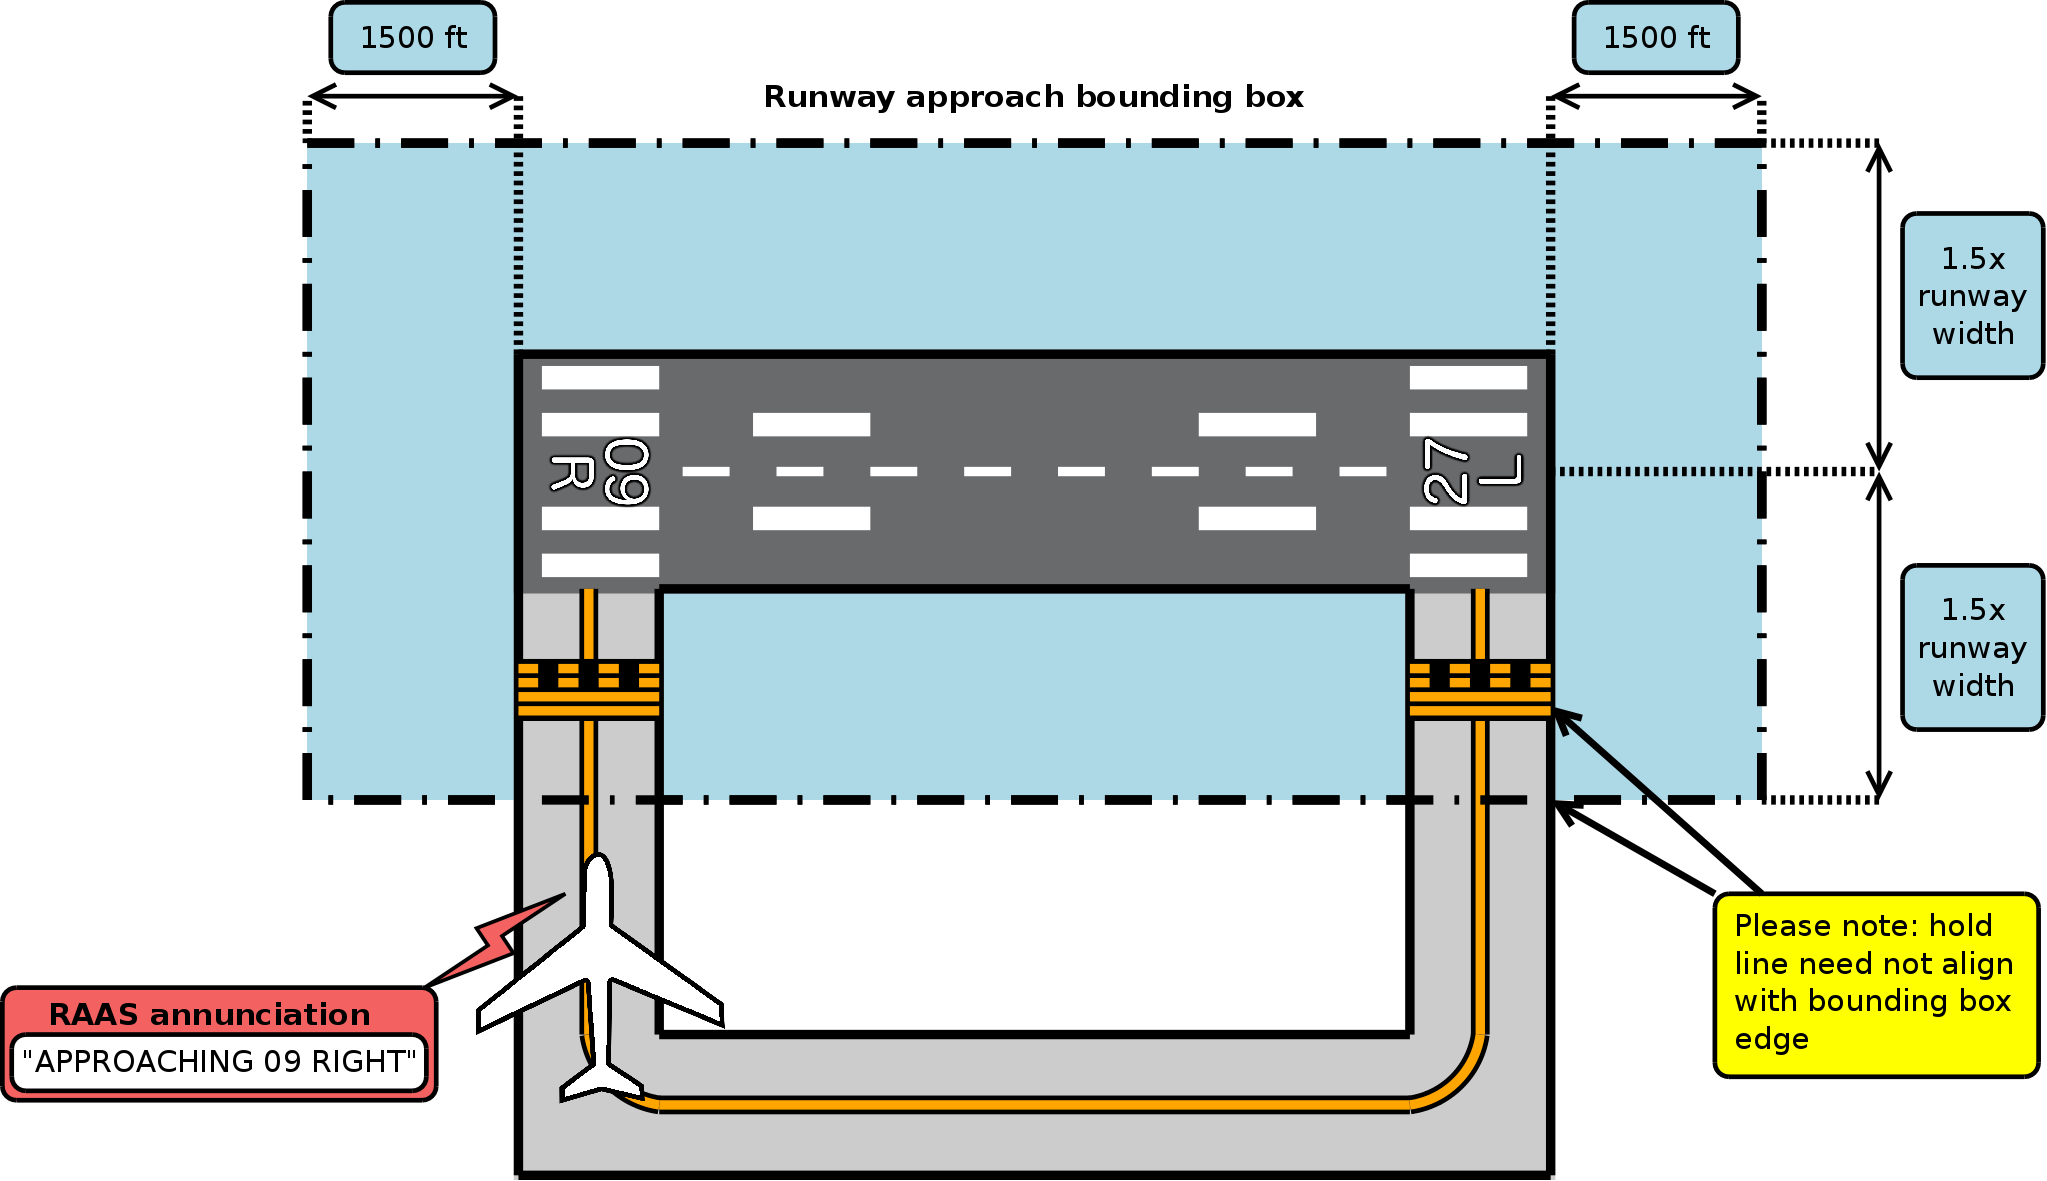 1500 ft
1500 ft
Runway approach bounding box
1.5x
runway
width
09
R
27
L
1.5x
runway
width
Please note: hold
line need not align
with bounding box
edge
RAAS annunciation
"APPROACHING 09 RIGHT"